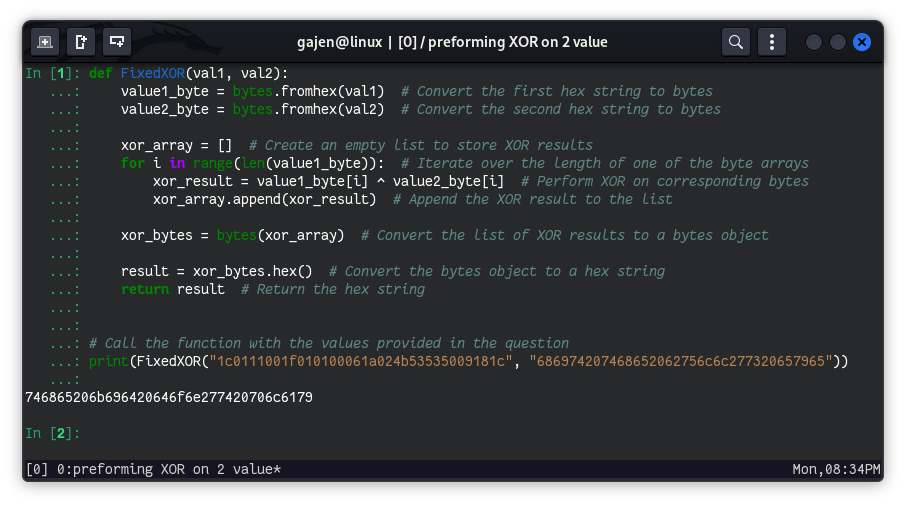 gajen@linux | [0] / preforming XOR on 2 value
In [1]: def FixedXOR(val1, val2):
   ...:     value1_byte = bytes.fromhex(val1)  # Convert the first hex string to bytes
   ...:     value2_byte = bytes.fromhex(val2)  # Convert the second hex string to bytes
   ...:
   ...:     xor_array = []  # Create an empty list to store XOR results
   ...:     for i in range(len(value1_byte)):  # Iterate over the length of one of the byte arrays
   ...:         xor_result = value1_byte[i] ^ value2_byte[i]  # Perform XOR on corresponding bytes
   ...:         xor_array.append(xor_result)  # Append the XOR result to the list
   ...:
   ...:     xor_bytes = bytes(xor_array)  # Convert the list of XOR results to a bytes object
   ...:
   ...:     result = xor_bytes.hex()  # Convert the bytes object to a hex string
   ...:     return result  # Return the hex string
   ...:
   ...:
   ...: # Call the function with the values provided in the question
   ...: print(FixedXOR("1c0111001f010100061a024b53535009181c", "686974207468652062756c6c277320657965"))
   ...:
746865206b696420646f6e277420706c6179
In [2]:
[0] 0:preforming XOR on 2 value* Mon,08:34PM